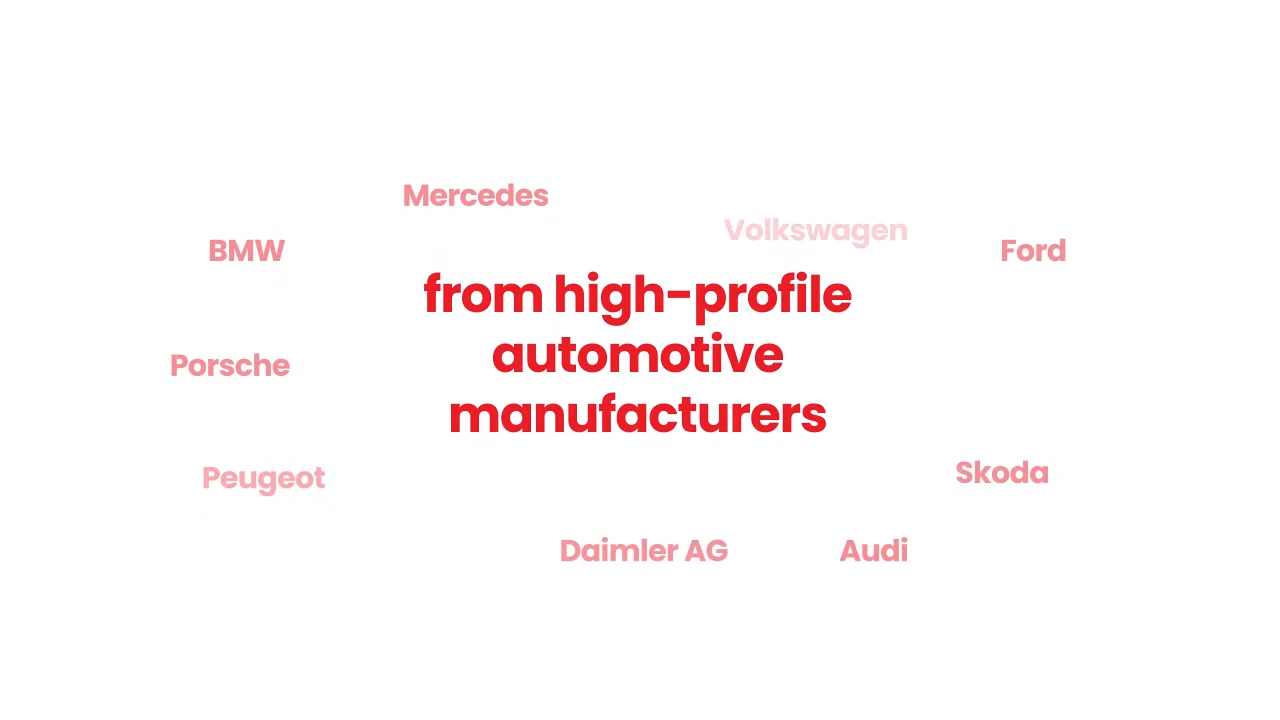 Mercedes
Volkswagen
BMW
Ford
from high-profile
automotive
manufacturers
Porsche
Peugeot
Skoda
Daimler AG
Audi